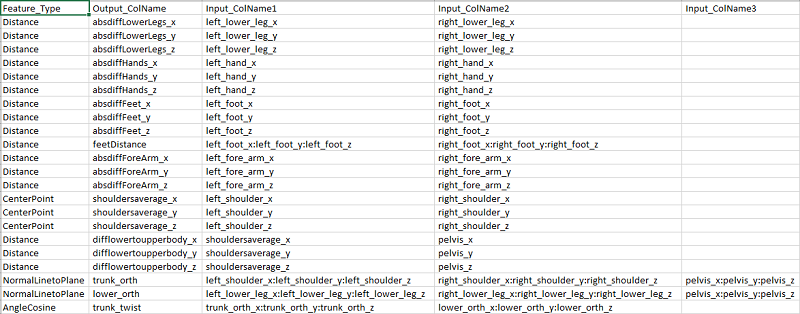 Feature_Type Output_ColName Input_ColName1 Input_ColName2 Input_ColName3
Distance absdiffLowerLegs_x left_lower_leg_x right_lower_leg_x
Distance absdiffLowerLegs_y left_lower_leg_y right_lower_leg_y
Distance absdiffLowerLegs_z left_lower_leg_z right_lower_leg_z
Distance absdiffHands_x left_hand_x right_hand_x
Distance absdiffHands_y left_hand_y right_hand_y
Distance absdiffHands_z left_hand_z right_hand_z
Distance absdiffFeet_x left_foot_x right_foot_x
Distance absdiffFeet_y left_foot_y right_foot_y
Distance absdiffFeet_z left_foot_z right_foot_z
Distance feetDistance left_foot_x:left_foot_y:left_foot_z right_foot_x:right_foot_y:right_foot_z
Distance absdiffForeArm_x left_fore_arm_x right_fore_arm_x
Distance absdiffForeArm_y left_fore_arm_y right_fore_arm_y
Distance absdiffForeArm_z left_fore_arm_z right_fore_arm_z
CenterPoint shouldersaverage_x left_shoulder_x right_shoulder_x
CenterPoint shouldersaverage_y left_shoulder_y right_shoulder_y
CenterPoint shouldersaverage_z left_shoulder_z right_shoulder_z
Distance difflowertoupperbody_x shouldersaverage_x pelvis_x
Distance difflowertoupperbody_y shouldersaverage_y pelvis_y
Distance difflowertoupperbody_z shouldersaverage_z pelvis_z
NormalLinetoPlane trunk_orth left_shoulder_x:left_shoulder_y:left_shoulder_z right_shoulder_x:right_shoulder_y:right_shoulder_z pelvis_x:pelvis_y:pelvis_z
NormalLinetoPlane lower_orth left_lower_leg_x:left_lower_leg_y:left_lower_leg_z right_lower_leg_x:right_lower_leg_y:right_lower_leg_z pelvis_x:pelvis_y:pelvis_z
AngleCosine trunk_twist trunk_orth_x:trunk_orth_y:trunk_orth_z lower_orth_x:lower_orth_y:lower_orth_z